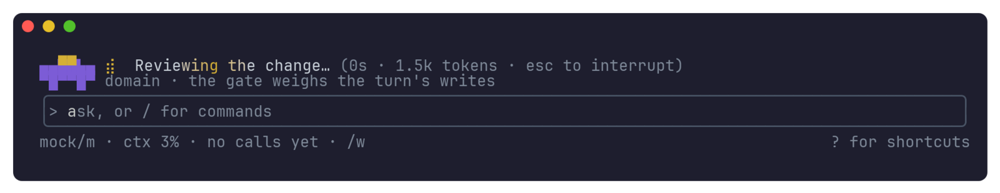 ⣾ Reviewing the change… (0s · 1.5k tokens · esc to interrupt)
domain · the gate weighs the turn's writes
> ask, or / for commands
mock/m · ctx 3% · no calls yet · /w ? for shortcuts